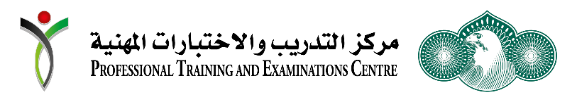 مركز التدريب والاختبارات المهنية
PROFESSIONAL TRAINING AND EXAMINATIONS CENTRE